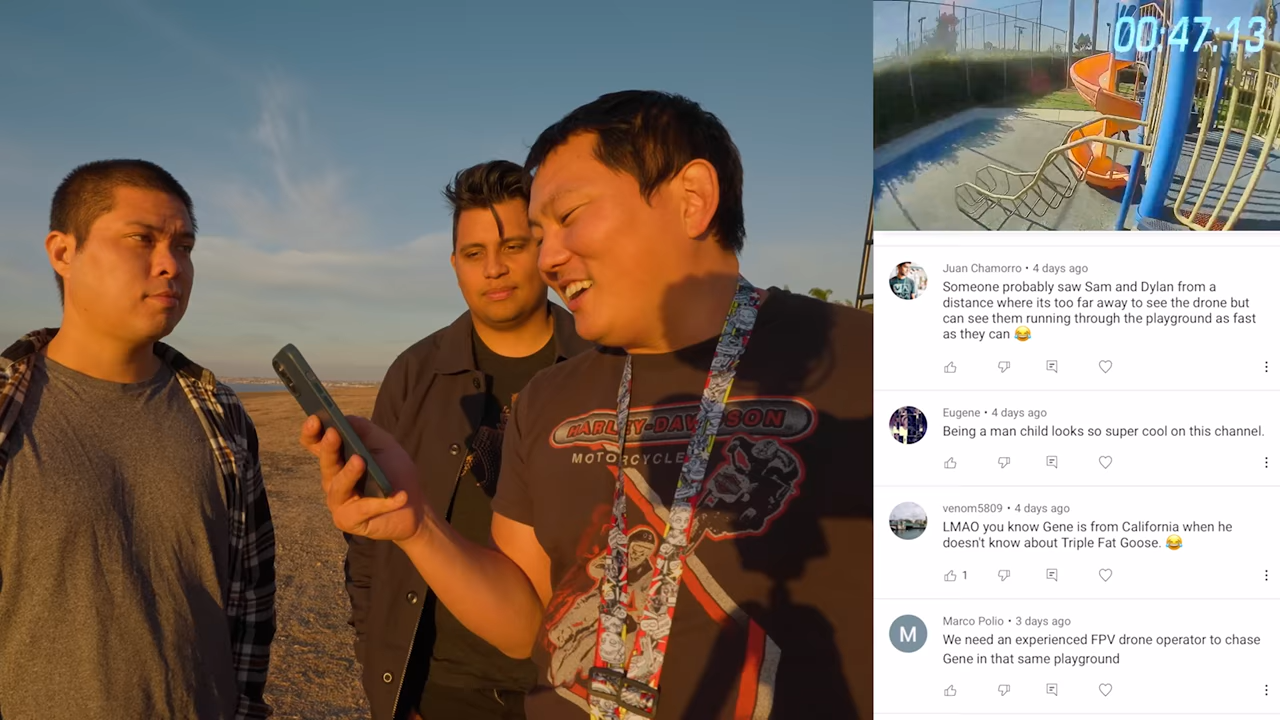 HARLEY-DAVIDSON
MOTORCYCLE
00:47:13
Juan Chamorro • 4 days ago
Someone probably saw Sam and Dylan from a
distance where its too far away to see the drone but
can see them running through the playground as fast
as they can 😂
Eugene • 4 days ago
Being a man child looks so super cool on this channel.
venom5809 • 4 days ago
LMAO you know Gene is from California when he
doesn't know about Triple Fat Goose. 😂
1
M
Marco Polio • 3 days ago
We need an experienced FPV drone operator to chase
Gene in that same playground